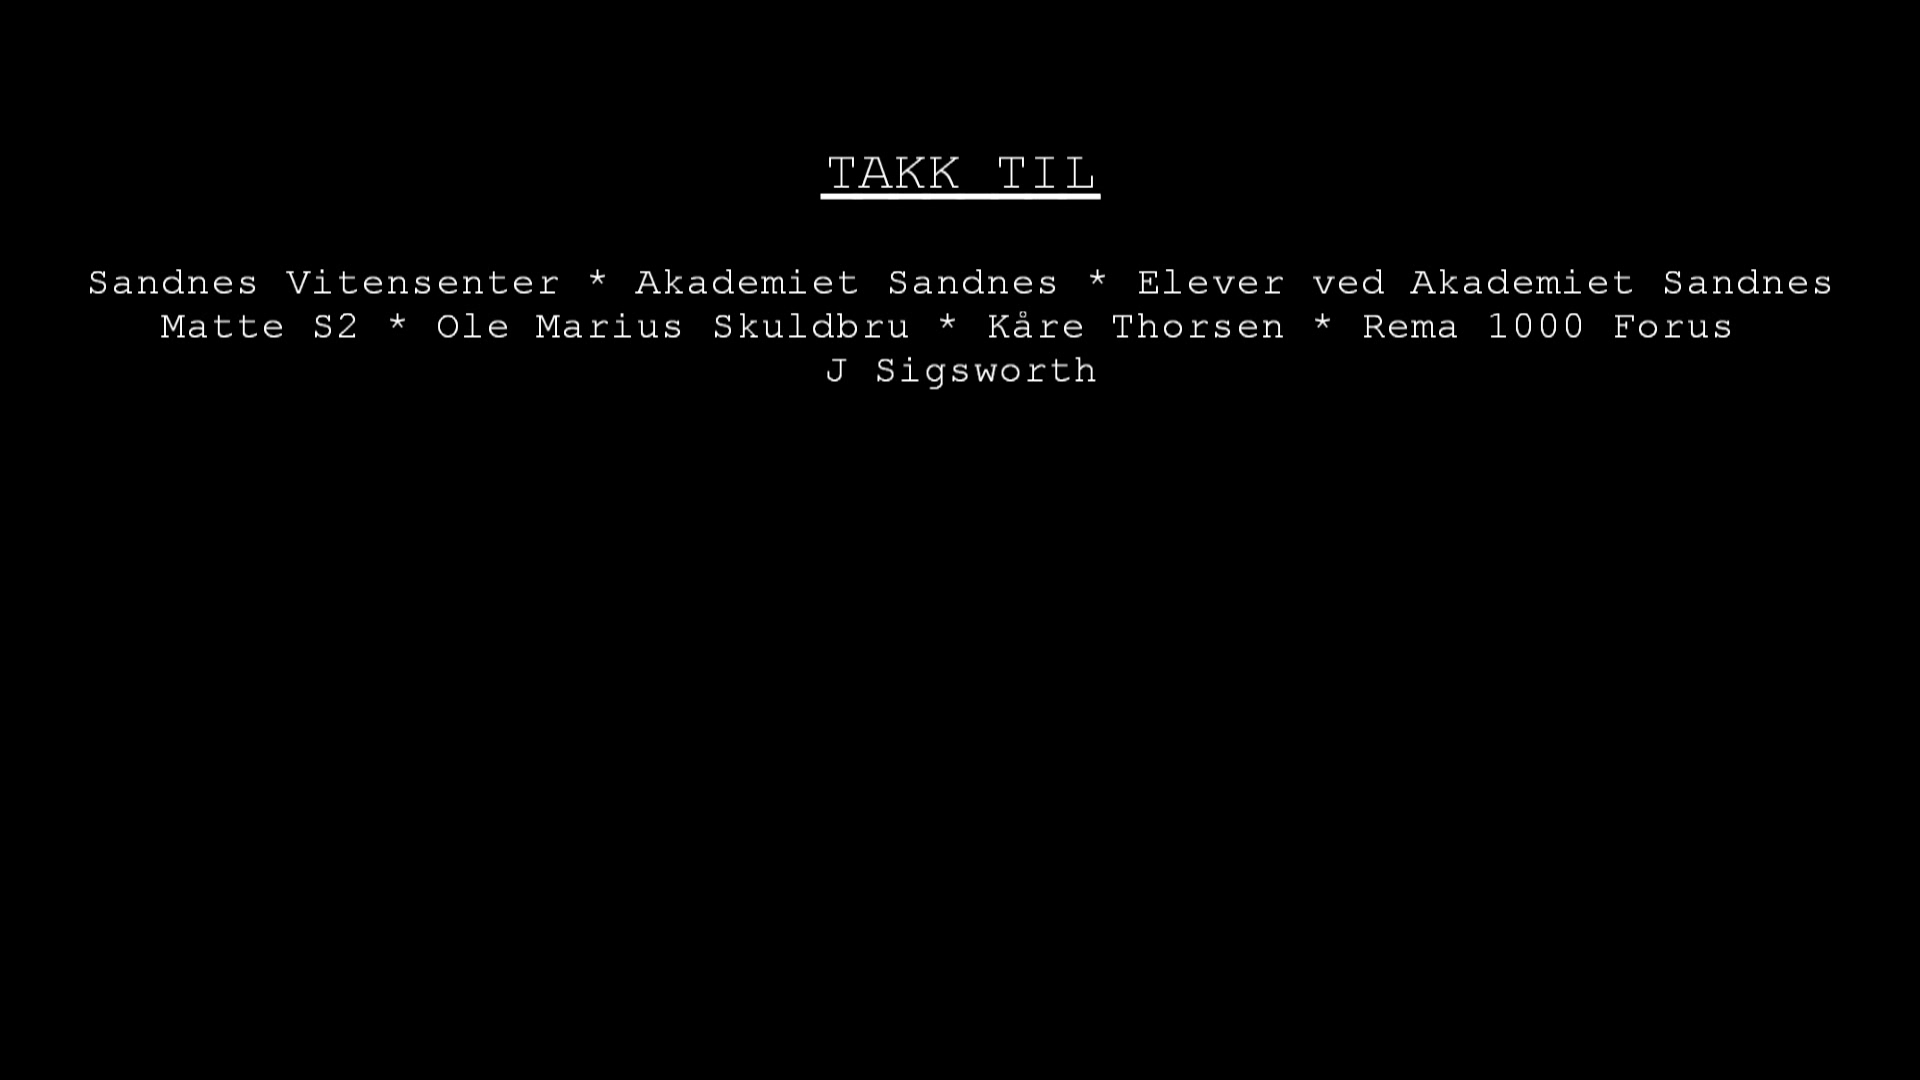 TAKK TIL
Sandnes Vitensenter * Akademiet Sandnes * Elever ved Akademiet Sandnes
Matte S2 * Ole Marius Skuldbru * Kåre Thorsen * Rema 1000 Forus
J Sigsworth